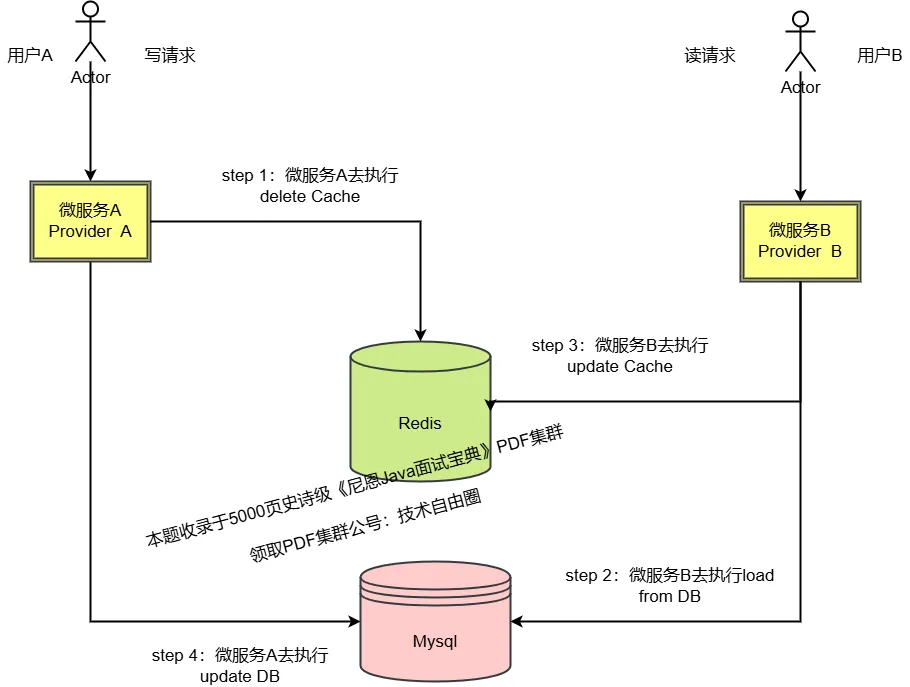 用户A
写请求
读请求
用户B
Actor
Actor
step 1：微服务A去执行
delete Cache
微服务A
Provider A
微服务B
Provider B
step 3：微服务B去执行
update Cache
Redis
本题收录于5000页史诗级《尼恩Java面试宝典》PDF集群
领取PDF集群公号：技术自由圈
step 2：微服务B去执行load
from DB
Mysql
step 4：微服务A去执行
update DB